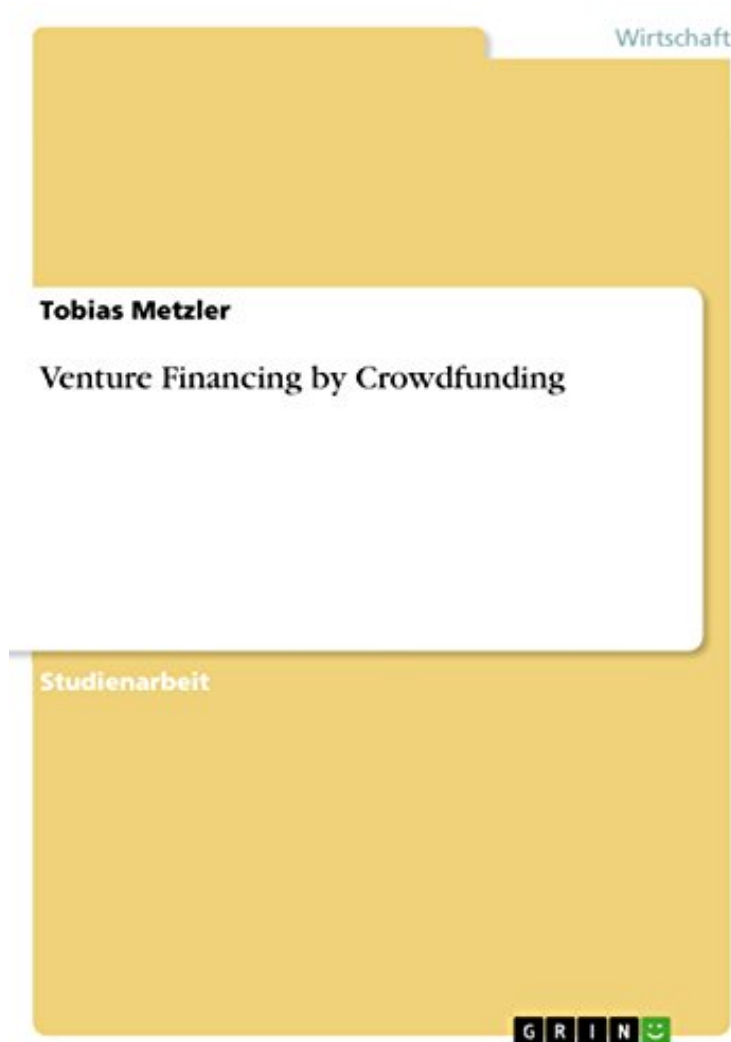 Wirtschaft
Tobias Metzler
Venture Financing by Crowdfunding
Studienarbeit
GRIN